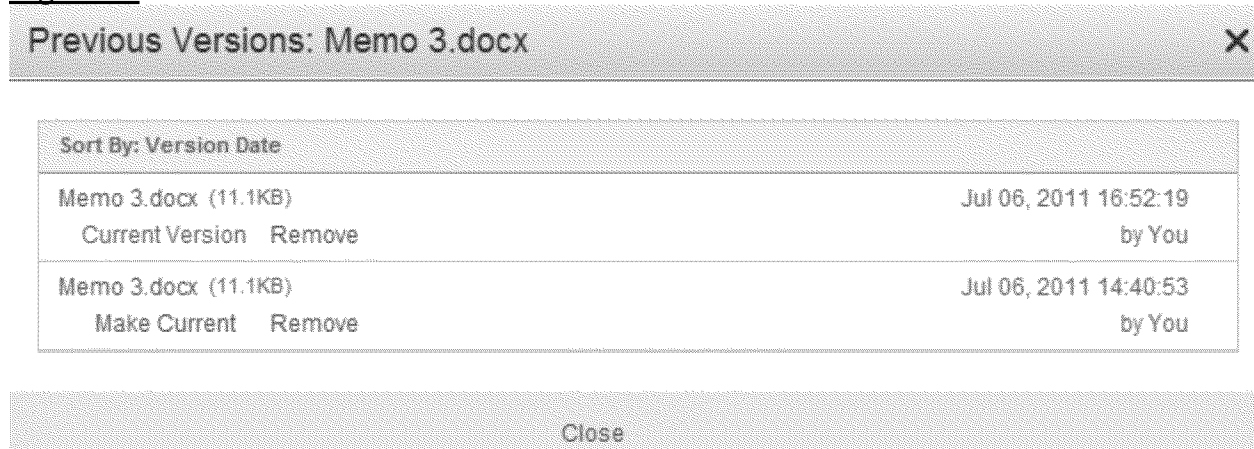 Previous Versions: Memo 3.docx
Sort By: Version Date
Memo 3.docx (11.1KB) Jul 06, 2011 16:52:19
Current Version Remove by You
Memo 3.docx (11.1KB) Jul 06, 2011 14:40:53
Make Current Remove by You
Close